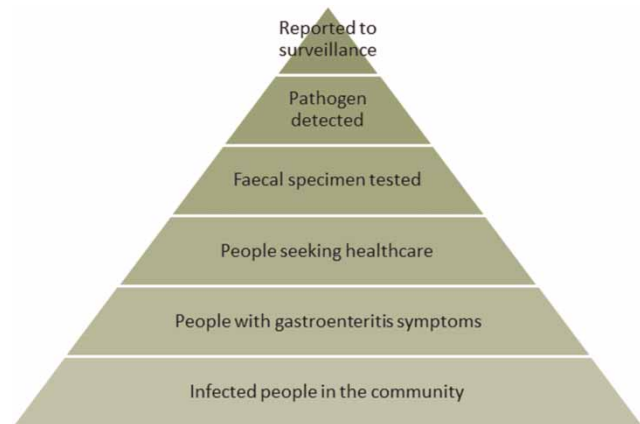 Reported to
surveillance
Pathogen
detected
Faecal specimen tested
People seeking healthcare
People with gastroenteritis symptoms
Infected people in the community